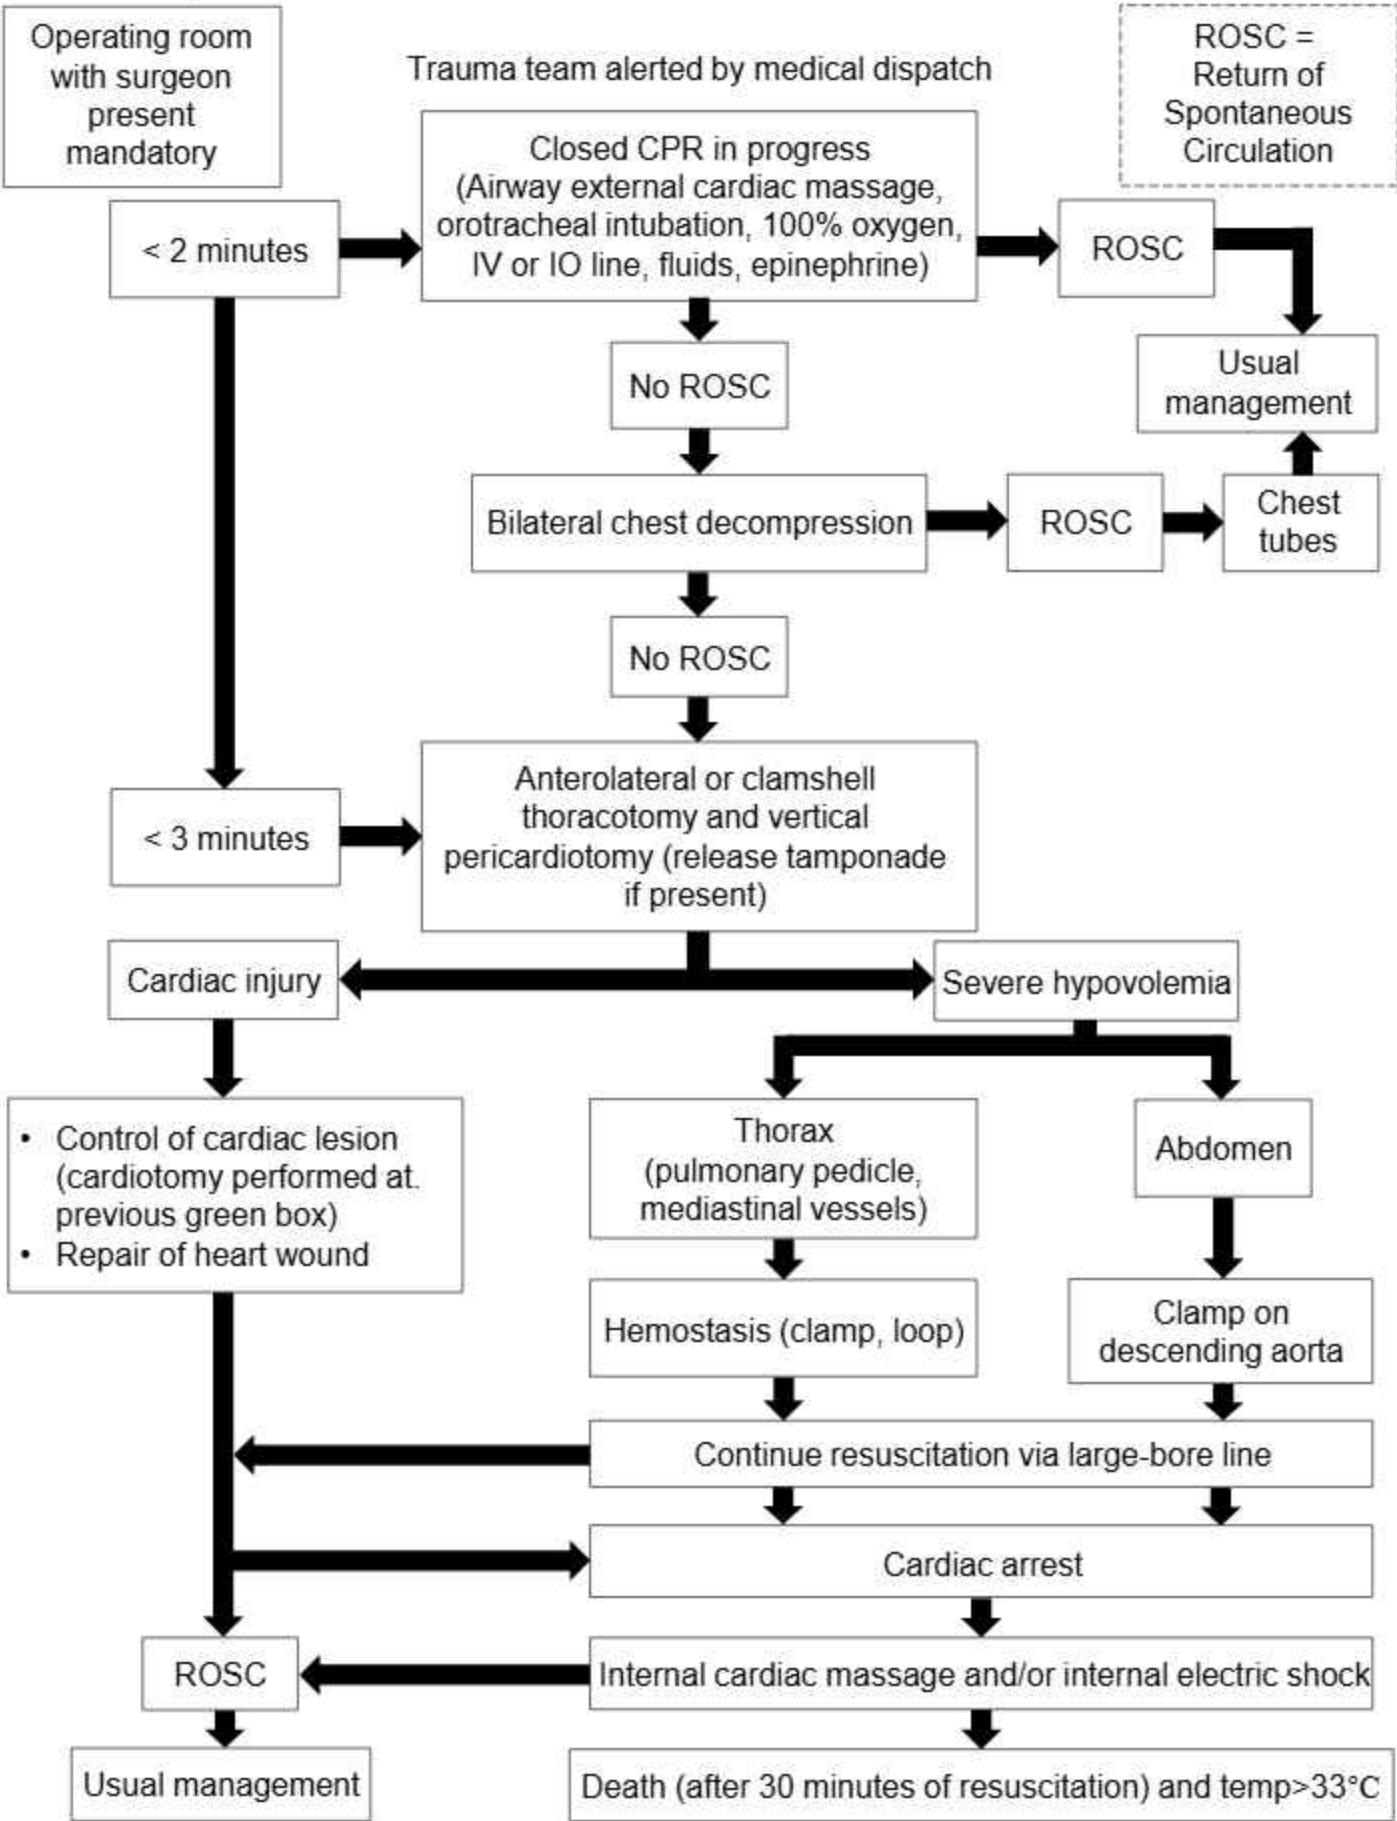 Operating room
with surgeon
present
mandatory
Trauma team alerted by medical dispatch
ROSC =
Return of
Spontaneous
Circulation
< 2 minutes
Closed CPR in progress
(Airway external cardiac massage,
orotracheal intubation, 100% oxygen,
IV or IO line, fluids, epinephrine)
ROSC
No ROSC
Usual
management
Bilateral chest decompression
ROSC
Chest
tubes
No ROSC
< 3 minutes
Anterolateral or clamshell
thoracotomy and vertical
pericardiotomy (release tamponade
if present)
Cardiac injury
Severe hypovolemia
• Control of cardiac lesion
(cardiotomy performed at.
previous green box)
• Repair of heart wound
Thorax
(pulmonary pedicle,
mediastinal vessels)
Abdomen
Hemostasis (clamp, loop)
Clamp on
descending aorta
Continue resuscitation via large-bore line
Cardiac arrest
ROSC
Internal cardiac massage and/or internal electric shock
Usual management
Death (after 30 minutes of resuscitation) and temp>33°C